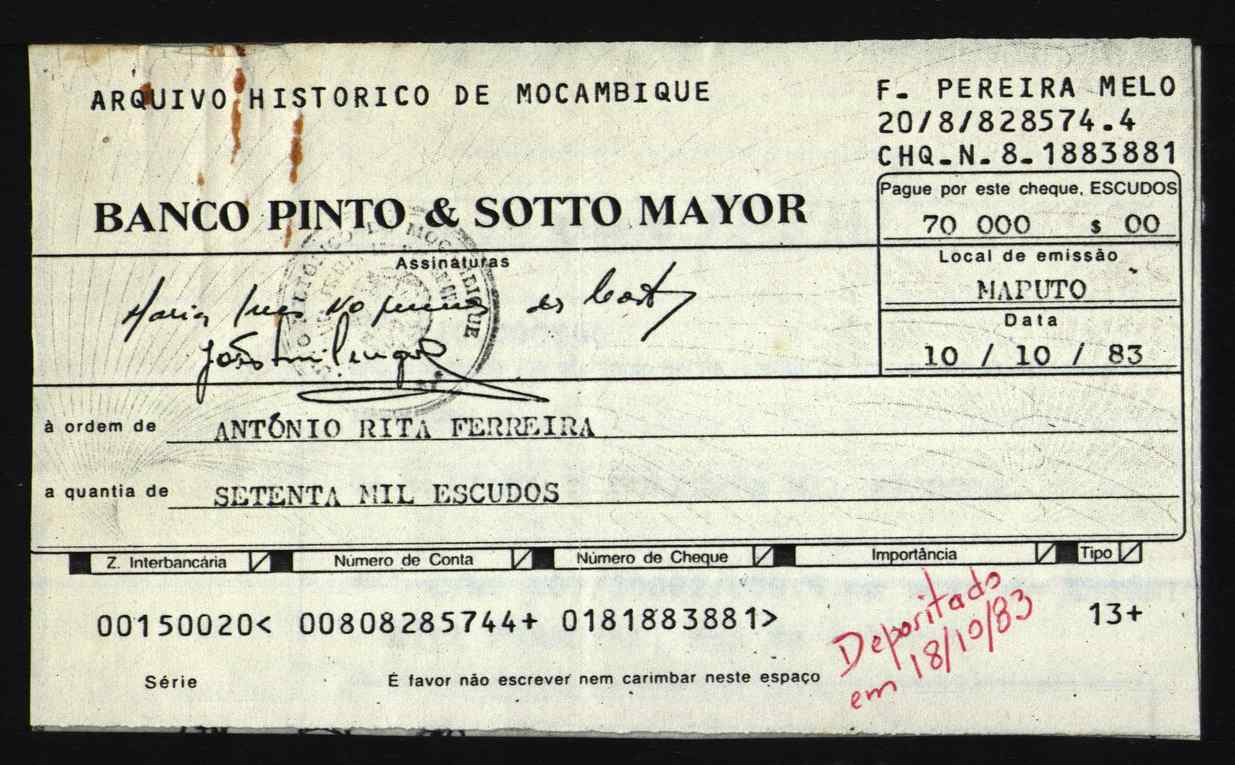 ARQUIVO HISTORICO DE MOCAMBIQUE
F. PEREIRA MELO
20/8/828574.4
CHQ.N.8.1883881
BANCO PINTO & SOTTO MAYOR
Pague por este cheque, ESCUDOS
70 000 $ 00
Local de emissão
MAPUTO
Data
10 / 10 / 83
Assinaturas
Maria
João
à ordem de ANTÓNIO RITA FERREIRA
a quantia de SETENTA MIL ESCUDOS
Z. Interbancária Número de Conta Número de Cheque Importância Tipo
00150020< 00808285744+ 0181883881> 13+
Depositado
em 18/10/83
Série É favor não escrever nem carimbar neste espaço